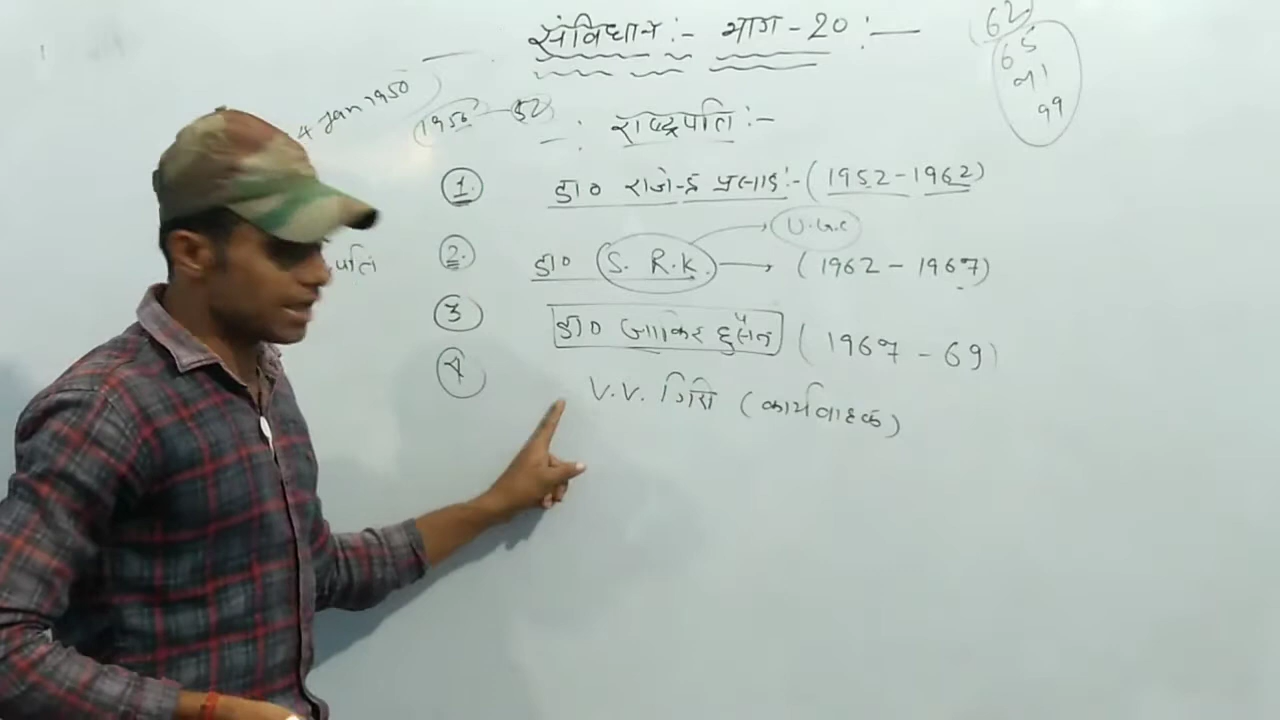 संविधान :- भाग - 20 :-
(62)
65
71
99
4 Jan 1950
(1950 - 52)
: राष्ट्रपति :-
1. डा० राजेन्द्र प्रसाद :- (1952 - 1962)
U.G.C
2. डा० (S. R.K.) → (1962 - 1967)
पति
3 डा० जाकिर हुसैन (1967 - 69)
4 V.V. गिरि (कार्यवाहक)